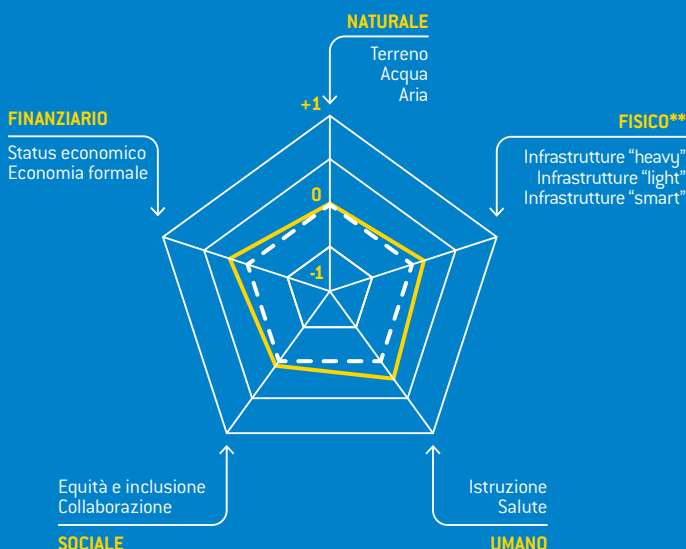 NATURALE
Terreno
Acqua
Aria
+1
FINANZIARIO
Status economico
Economia formale
FISICO**
Infrastrutture “heavy”
Infrastrutture “light”
Infrastrutture “smart”
0
-1
Equità e inclusione
Collaborazione
SOCIALE
Istruzione
Salute
UMANO